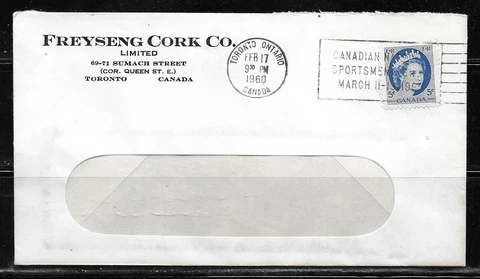 FREYSENG CORK CO.
LIMITED
69-71 SUMACH STREET
(COR. QUEEN ST. E.)
TORONTO CANADA
TORONTO ONTARIO
FEB 17
9 PM
1960
CANADA
CANADIAN N
SPORTSMEN
MARCH 11-
5¢ 5¢
CANADA